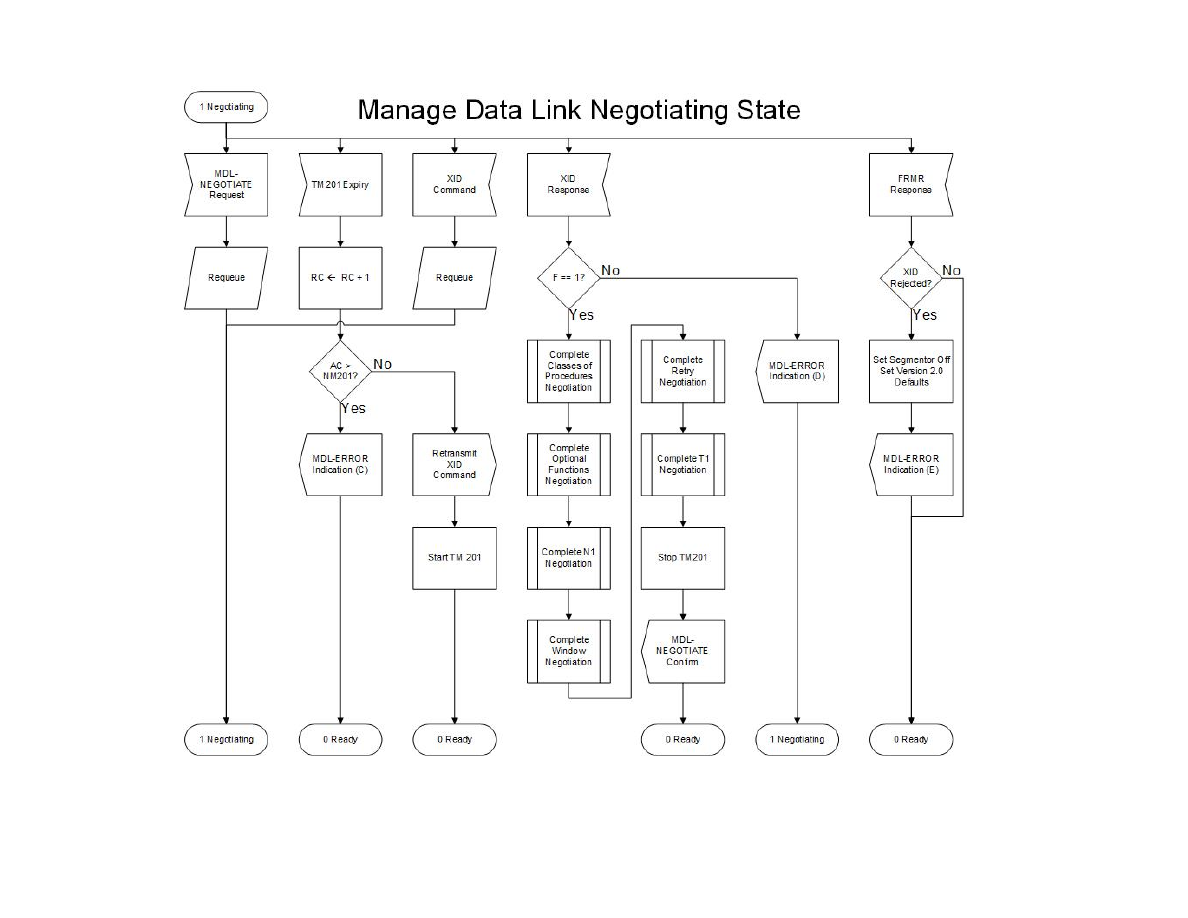 1 Negotiating
Manage Data Link Negotiating State
MDL-
NEGOTIATE
Request
TM201 Expiry
XID
Command
XID
Response
FRMR
Response
Requeue
RC ← RC + 1
Requeue
F == 1?
No
XID
Rejected?
No
Yes
Yes
AC >
NM201?
No
Yes
Complete
Classes of
Procedures
Negotiation
Complete
Retry
Negotiation
MDL-ERROR
Indication (D)
Set Segmentor Off
Set Version 2.0
Defaults
MDL-ERROR
Indication (C)
Retransmit
XID
Command
Complete
Optional
Functions
Negotiation
Complete T1
Negotiation
MDL-ERROR
Indication (E)
Start TM 201
Complete N1
Negotiation
Stop TM201
Complete
Window
Negotiation
MDL-
NEGOTIATE
Confirm
1 Negotiating
0 Ready
0 Ready
0 Ready
1 Negotiating
0 Ready